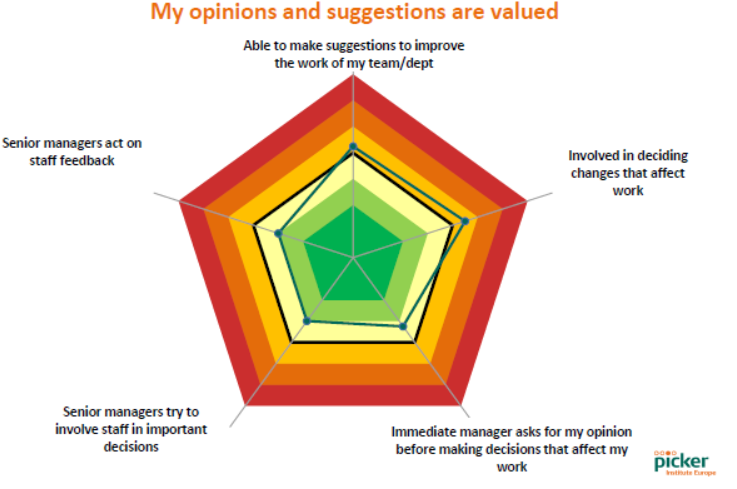 My opinions and suggestions are valued
Able to make suggestions to improve
the work of my team/dept
Senior managers act on
staff feedback
Involved in deciding
changes that affect
work
Senior managers try to
involve staff in important
decisions
Immediate manager asks for my opinion
before making decisions that affect my
work
picker
Institute Europe